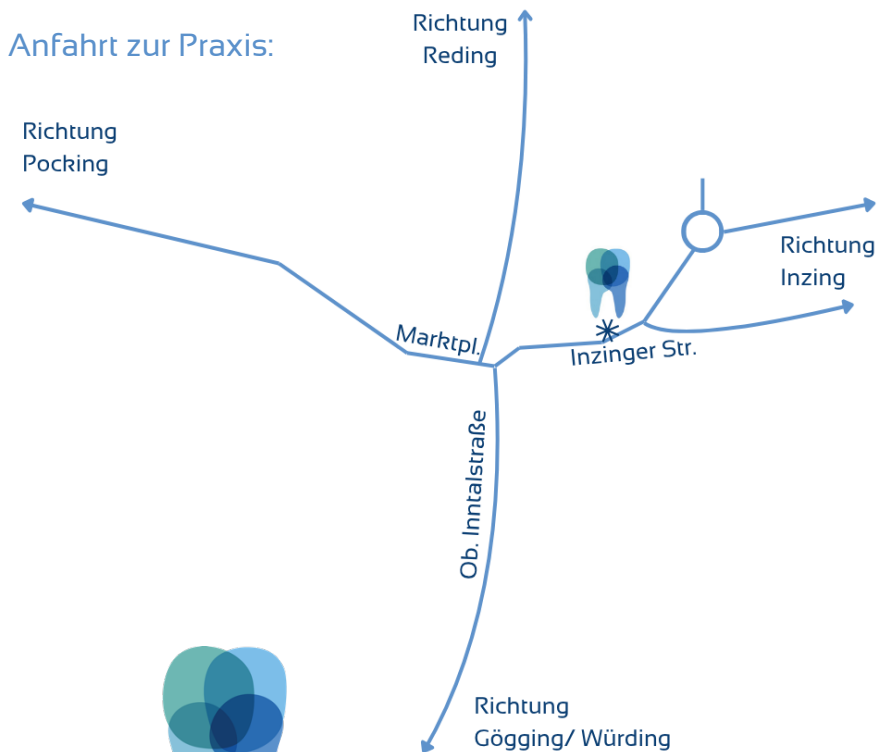 Anfahrt zur Praxis:
Richtung
Reding
Richtung
Pocking
Richtung
Inzing
Marktpl.
Inzinger Str.
Ob. Inntalstraße
Richtung
Gögging/ Würding